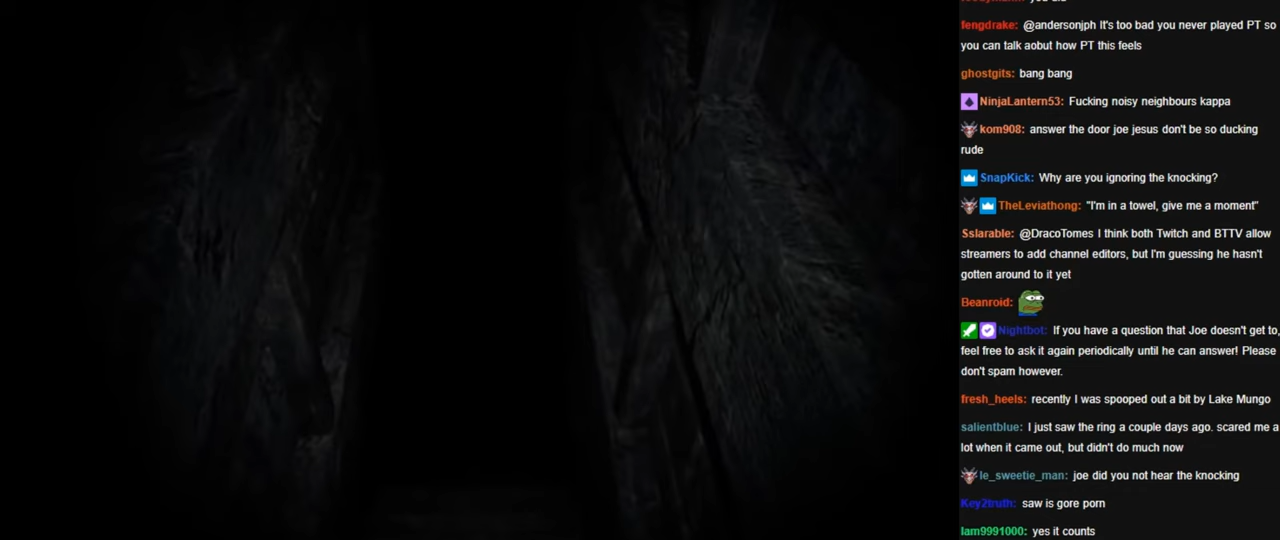 fengdrake: @andersonjph It's too bad you never played PT so
you can talk aobut how PT this feels
ghostgits: bang bang
NinjaLantern53: Fucking noisy neighbours kappa
kom908: answer the door joe jesus don't be so ducking
rude
SnapKick: Why are you ignoring the knocking?
TheLeviathong: "I'm in a towel, give me a moment"
Sslarable: @DracoTomes I think both Twitch and BTTV allow
streamers to add channel editors, but I'm guessing he hasn't
gotten around to it yet
Beanroid:
Nightbot: If you have a question that Joe doesn't get to,
feel free to ask it again periodically until he can answer! Please
don't spam however.
fresh_heels: recently I was spooped out a bit by Lake Mungo
salientblue: I just saw the ring a couple days ago. scared me a
lot when it came out, but didn't do much now
le_sweetie_man: joe did you not hear the knocking
Key2truth: saw is gore porn
Iam9991000: yes it counts